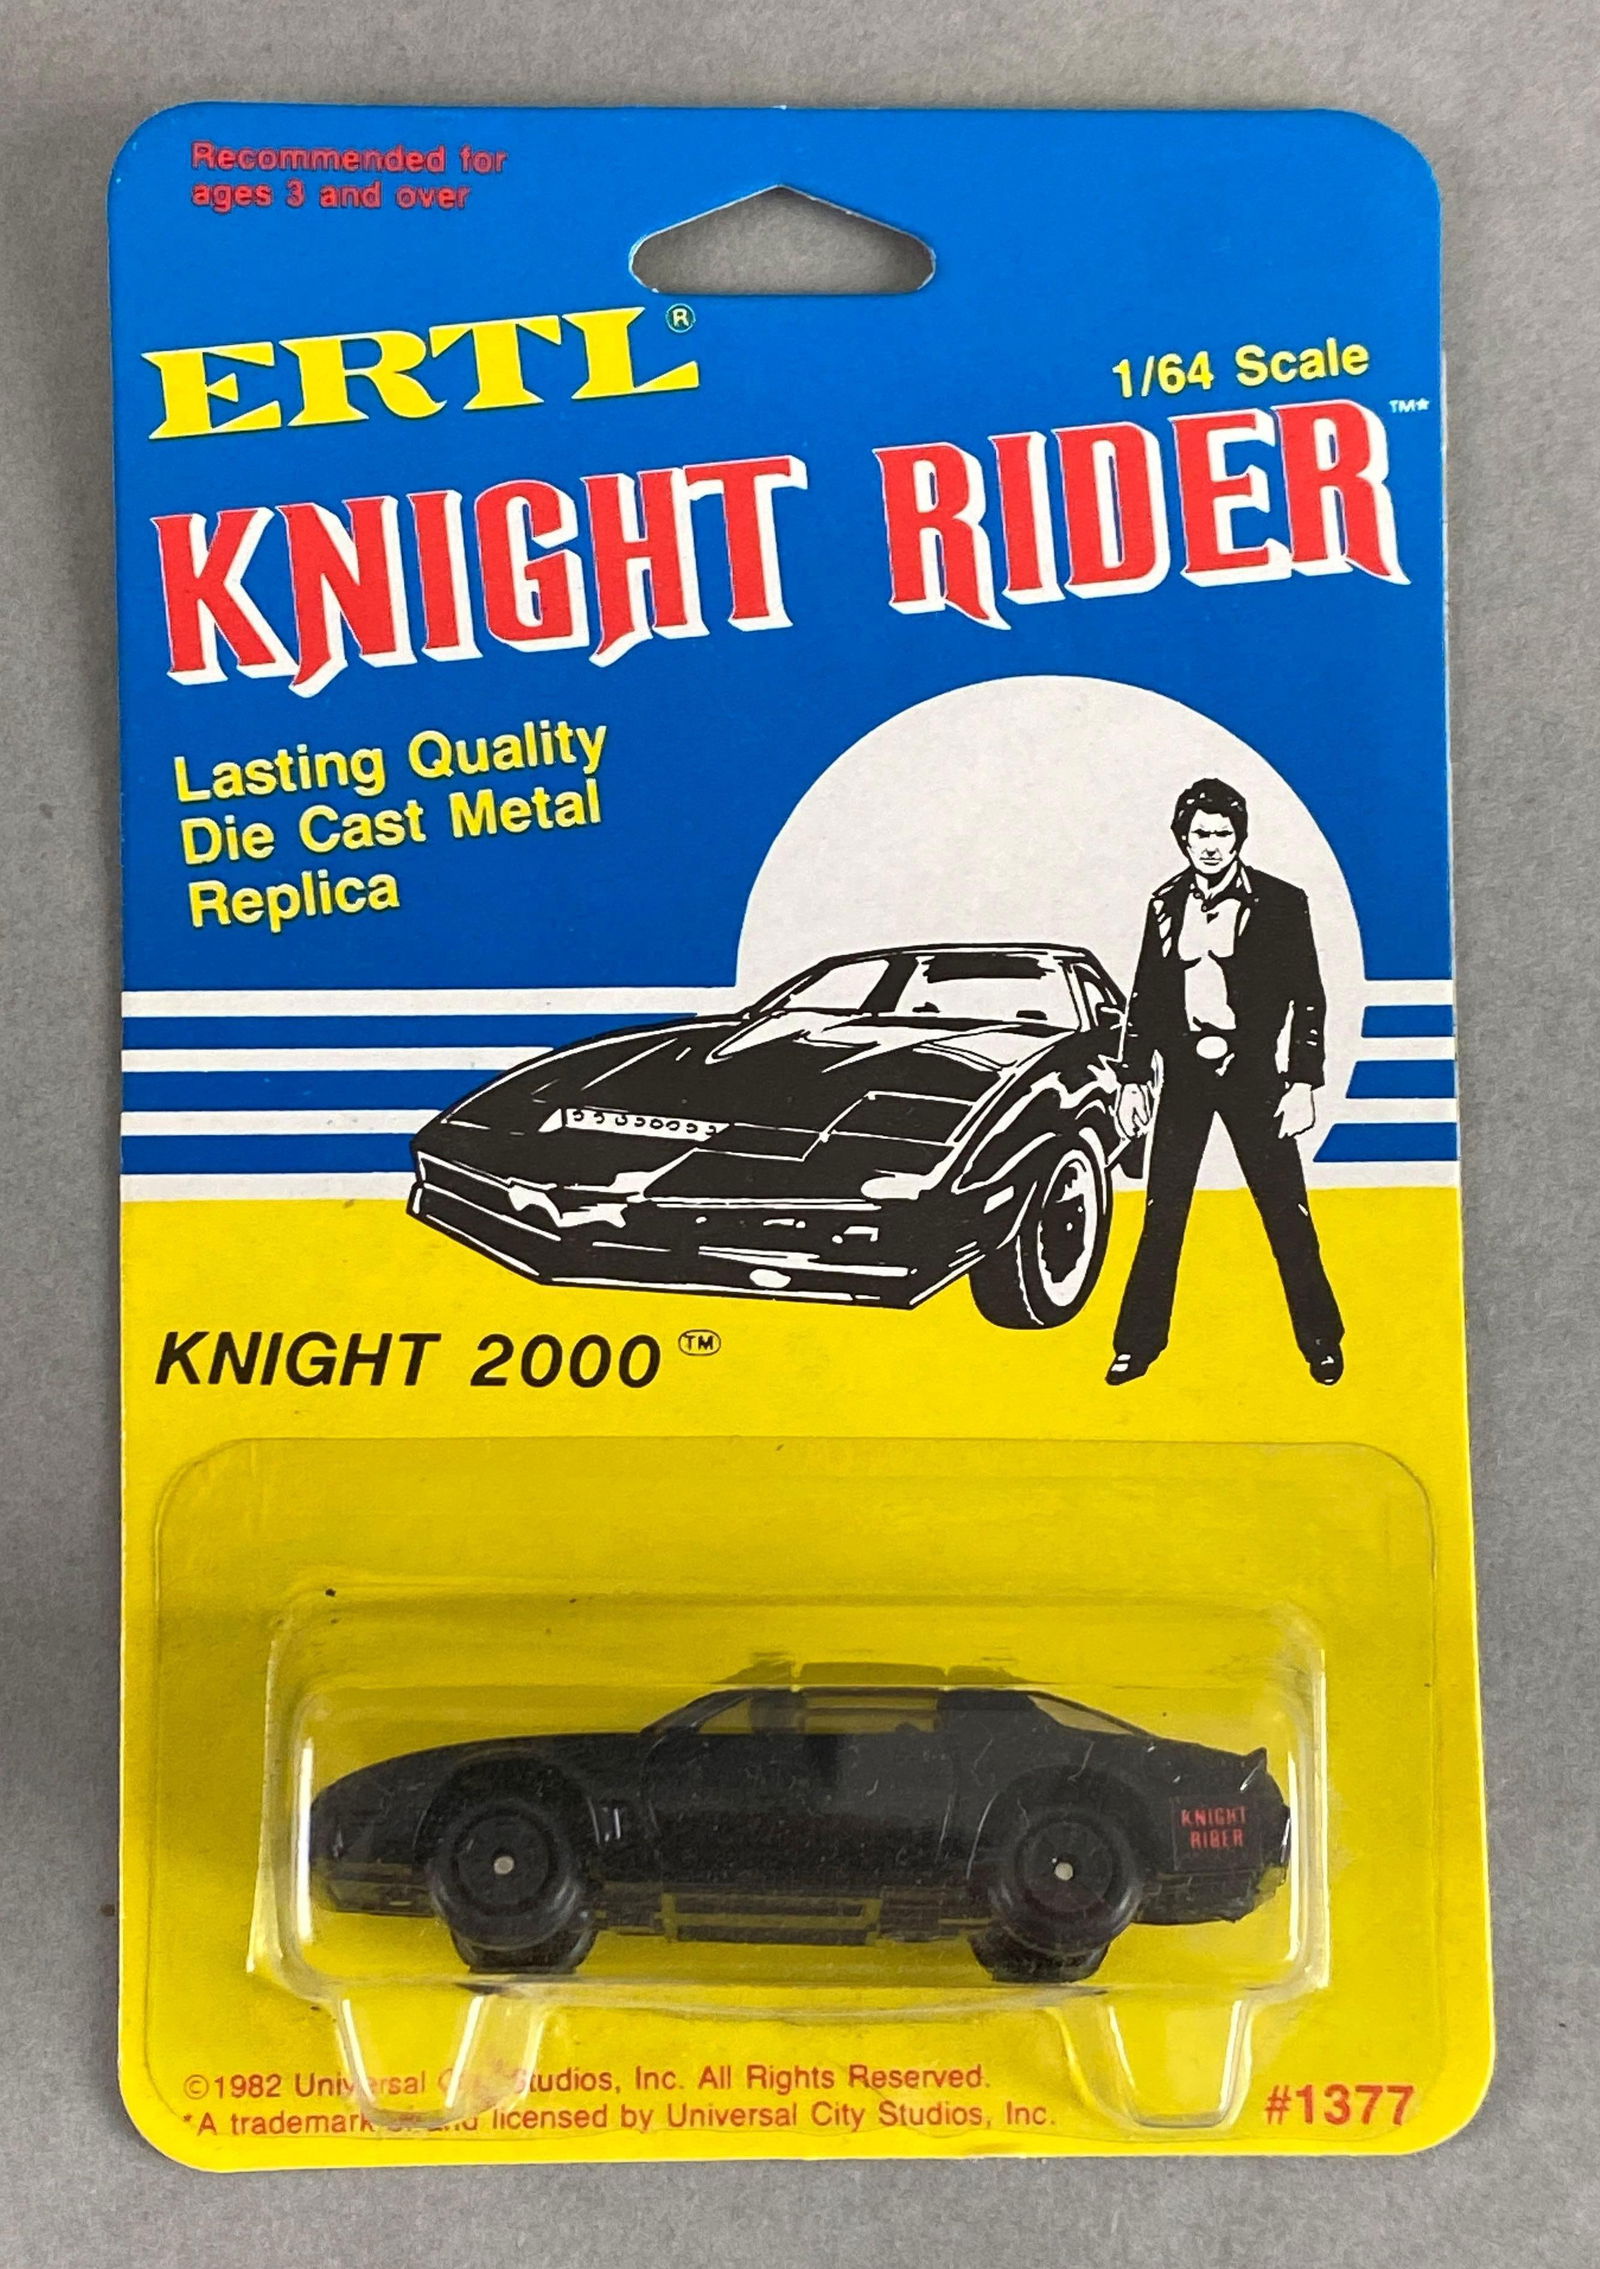 Recommended for
ages 3 and over
ERTL®
1/64 Scale
KNIGHT RIDER™*
Lasting Quality
Die Cast Metal
Replica
KNIGHT 2000™
KNIGHT
RIDER
©1982 Universal City Studios, Inc. All Rights Reserved.
*A trademark licensed by Universal City Studios, Inc.
#1377